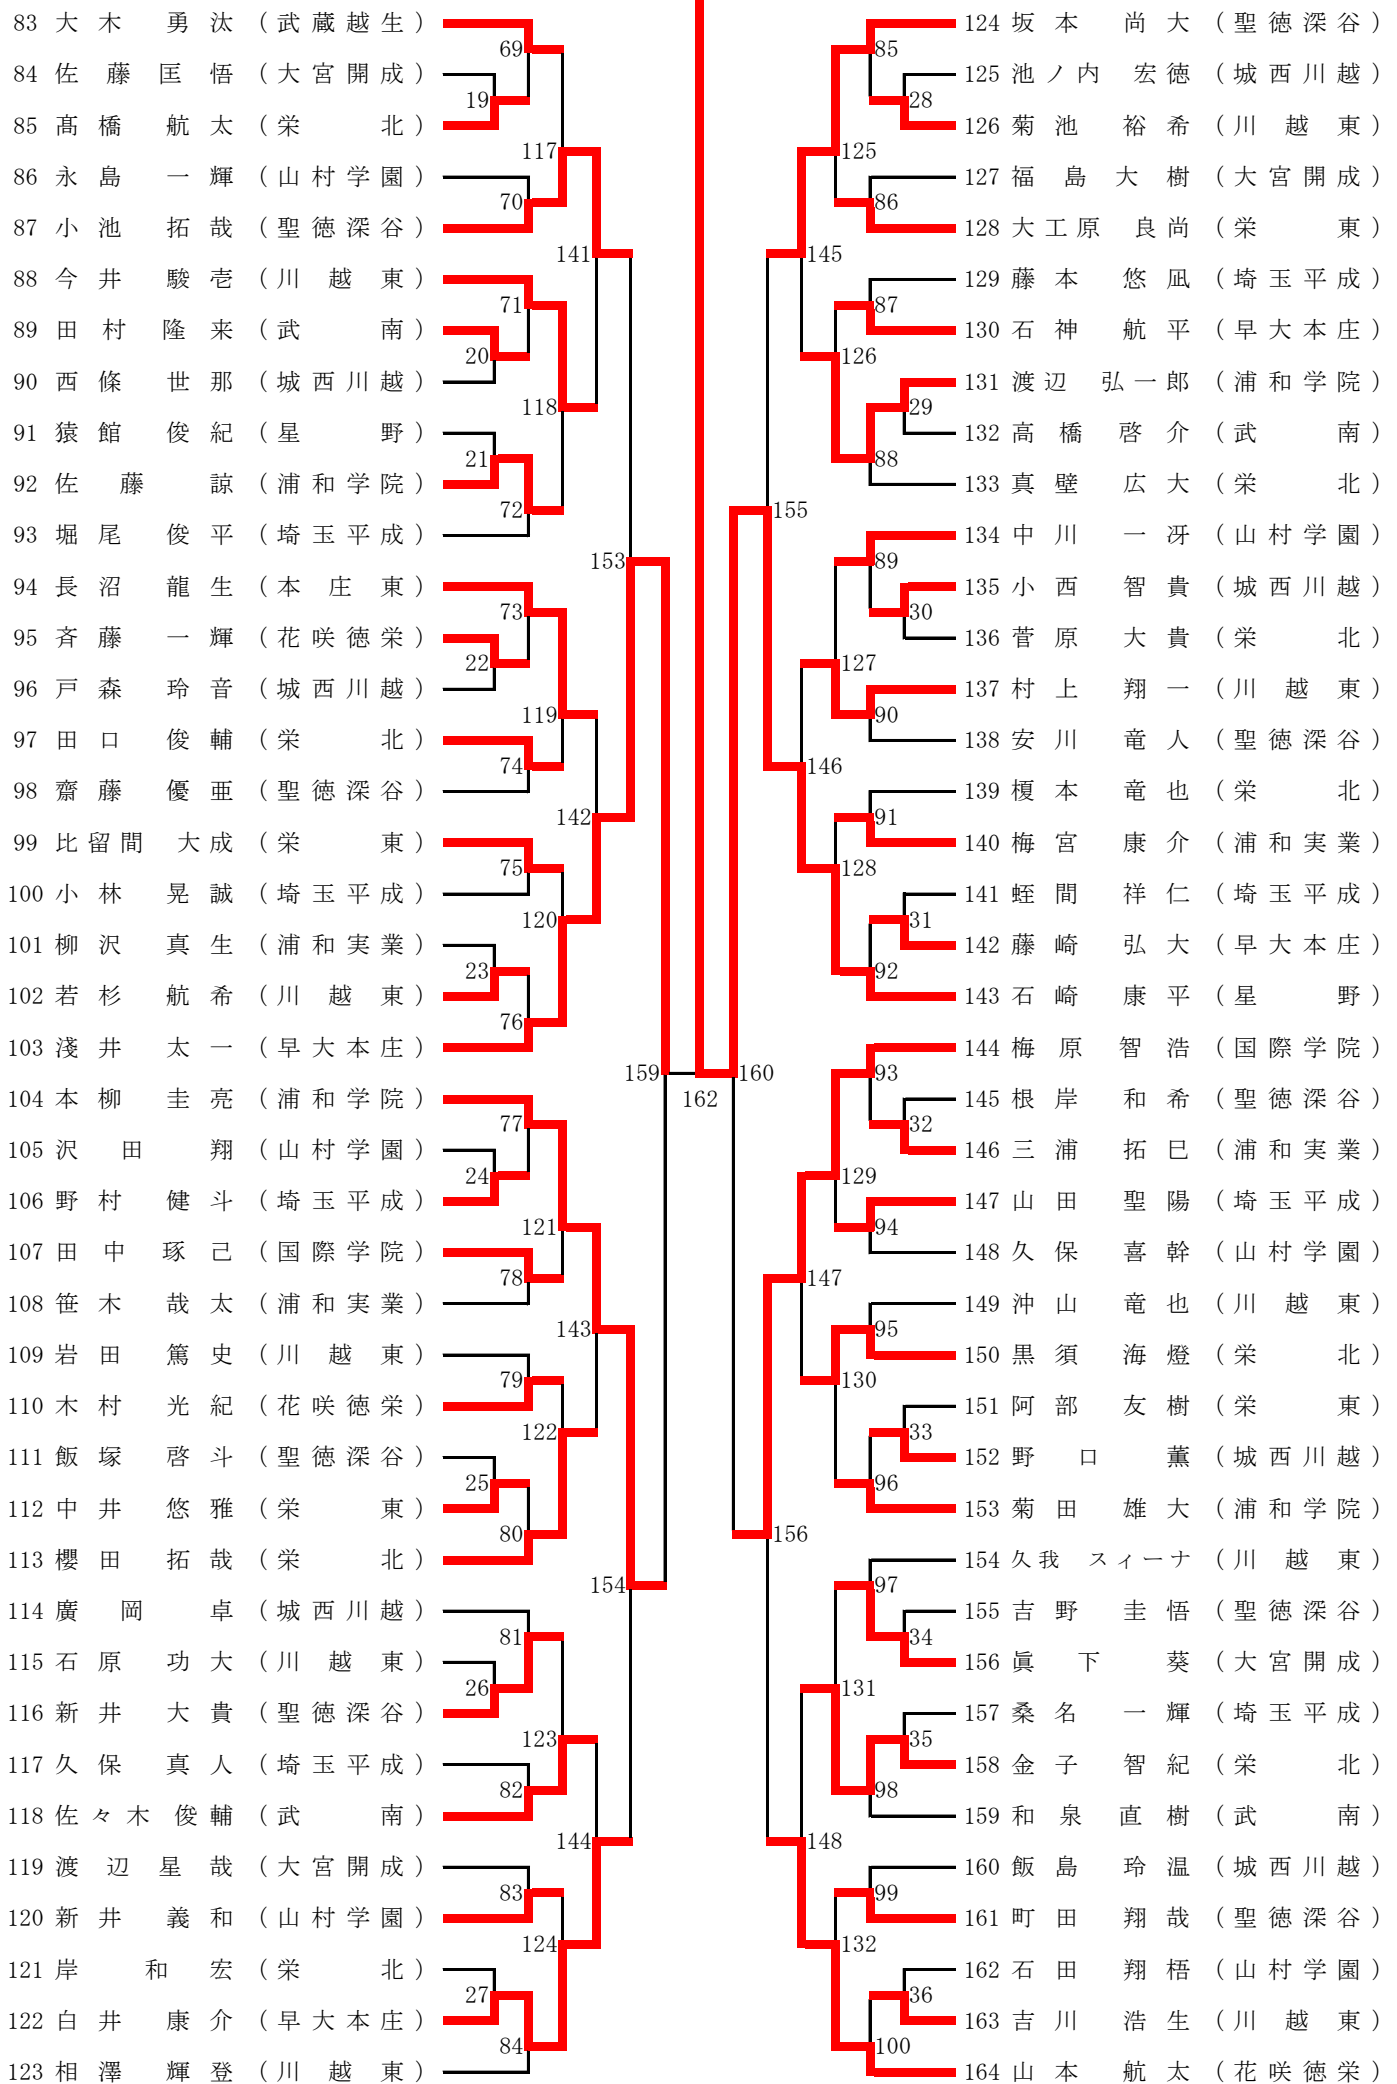 83 大木 勇汰 (武蔵越生)
84 佐藤匡悟 (大宮開成)
85 髙橋 航太 (栄北)
86 永島 一輝 (山村学園)
87 小池 拓哉 (聖徳深谷)
88 今井 駿壱 (川越東)
89 田村 隆来 (武南)
90 西條 世那 (城西川越)
91 猿館 俊紀 (星野)
92 佐藤 諒 (浦和学院)
93 堀尾 俊平 (埼玉平成)
94 長沼 龍生 (本庄東)
95 斉藤 一輝 (花咲徳栄)
96 戸森 玲音 (城西川越)
97 田口 俊輔 (栄北)
98 齋藤 優亜 (聖徳深谷)
99 比留間 大成 (栄東)
100 小林 晃誠 (埼玉平成)
101 柳沢 真生 (浦和実業)
102 若杉 航希 (川越東)
103 淺井 太一 (早大本庄)
104 本柳 圭亮 (浦和学院)
105 沢田 翔 (山村学園)
106 野村 健斗 (埼玉平成)
107 田中 琢己 (国際学院)
108 笹木 哉太 (浦和実業)
109 岩田 篤史 (川越東)
110 木村 光紀 (花咲徳栄)
111 飯塚 啓斗 (聖徳深谷)
112 中井 悠雅 (栄東)
113 櫻田 拓哉 (栄北)
114 廣岡 卓 (城西川越)
115 石原 功大 (川越東)
116 新井 大貴 (聖徳深谷)
117 久保 真人 (埼玉平成)
118 佐々木 俊輔 (武南)
119 渡辺星哉 (大宮開成)
120 新井 義和 (山村学園)
121 岸 和宏 (栄北)
122 白井 康介 (早大本庄)
123 相澤 輝登 (川越東)
69
19
117
70
141
71
20
118
21
72
153
73
22
119
74
142
75
120
23
76
159
77
24
121
78
143
79
122
25
80
154
81
26
123
82
144
83
124
27
84
162
160
85
28
125
86
145
87
126
29
88
155
89
30
127
90
146
91
128
31
92
93
32
129
94
147
95
130
33
96
156
97
34
131
35
98
148
99
132
36
100
124 坂本 尚大 (聖徳深谷)
125 池ノ内 宏徳 (城西川越)
126 菊池 裕希 (川越東)
127 福島大樹 (大宮開成)
128 大工原 良尚 (栄東)
129 藤本 悠凪 (埼玉平成)
130 石神 航平 (早大本庄)
131 渡辺 弘一郎 (浦和学院)
132 高橋 啓介 (武南)
133 真壁 広大 (栄北)
134 中川 一冴 (山村学園)
135 小西 智貴 (城西川越)
136 菅原 大貴 (栄北)
137 村上 翔一 (川越東)
138 安川 竜人 (聖徳深谷)
139 榎本 竜也 (栄北)
140 梅宮 康介 (浦和実業)
141 蛭間 祥仁 (埼玉平成)
142 藤崎 弘大 (早大本庄)
143 石崎 康平 (星野)
144 梅原 智浩 (国際学院)
145 根岸 和希 (聖徳深谷)
146 三浦 拓巳 (浦和実業)
147 山田 聖陽 (埼玉平成)
148 久保 喜幹 (山村学園)
149 沖山 竜也 (川越東)
150 黒須 海燈 (栄北)
151 阿部 友樹 (栄東)
152 野口 薫 (城西川越)
153 菊田 雄大 (浦和学院)
154 久我 スィーナ (川越東)
155 吉野 圭悟 (聖徳深谷)
156 眞下 葵 (大宮開成)
157 桑名 一輝 (埼玉平成)
158 金子 智紀 (栄北)
159 和泉直樹 (武南)
160 飯島 玲温 (城西川越)
161 町田 翔哉 (聖徳深谷)
162 石田 翔梧 (山村学園)
163 吉川 浩生 (川越東)
164 山本 航太 (花咲徳栄)